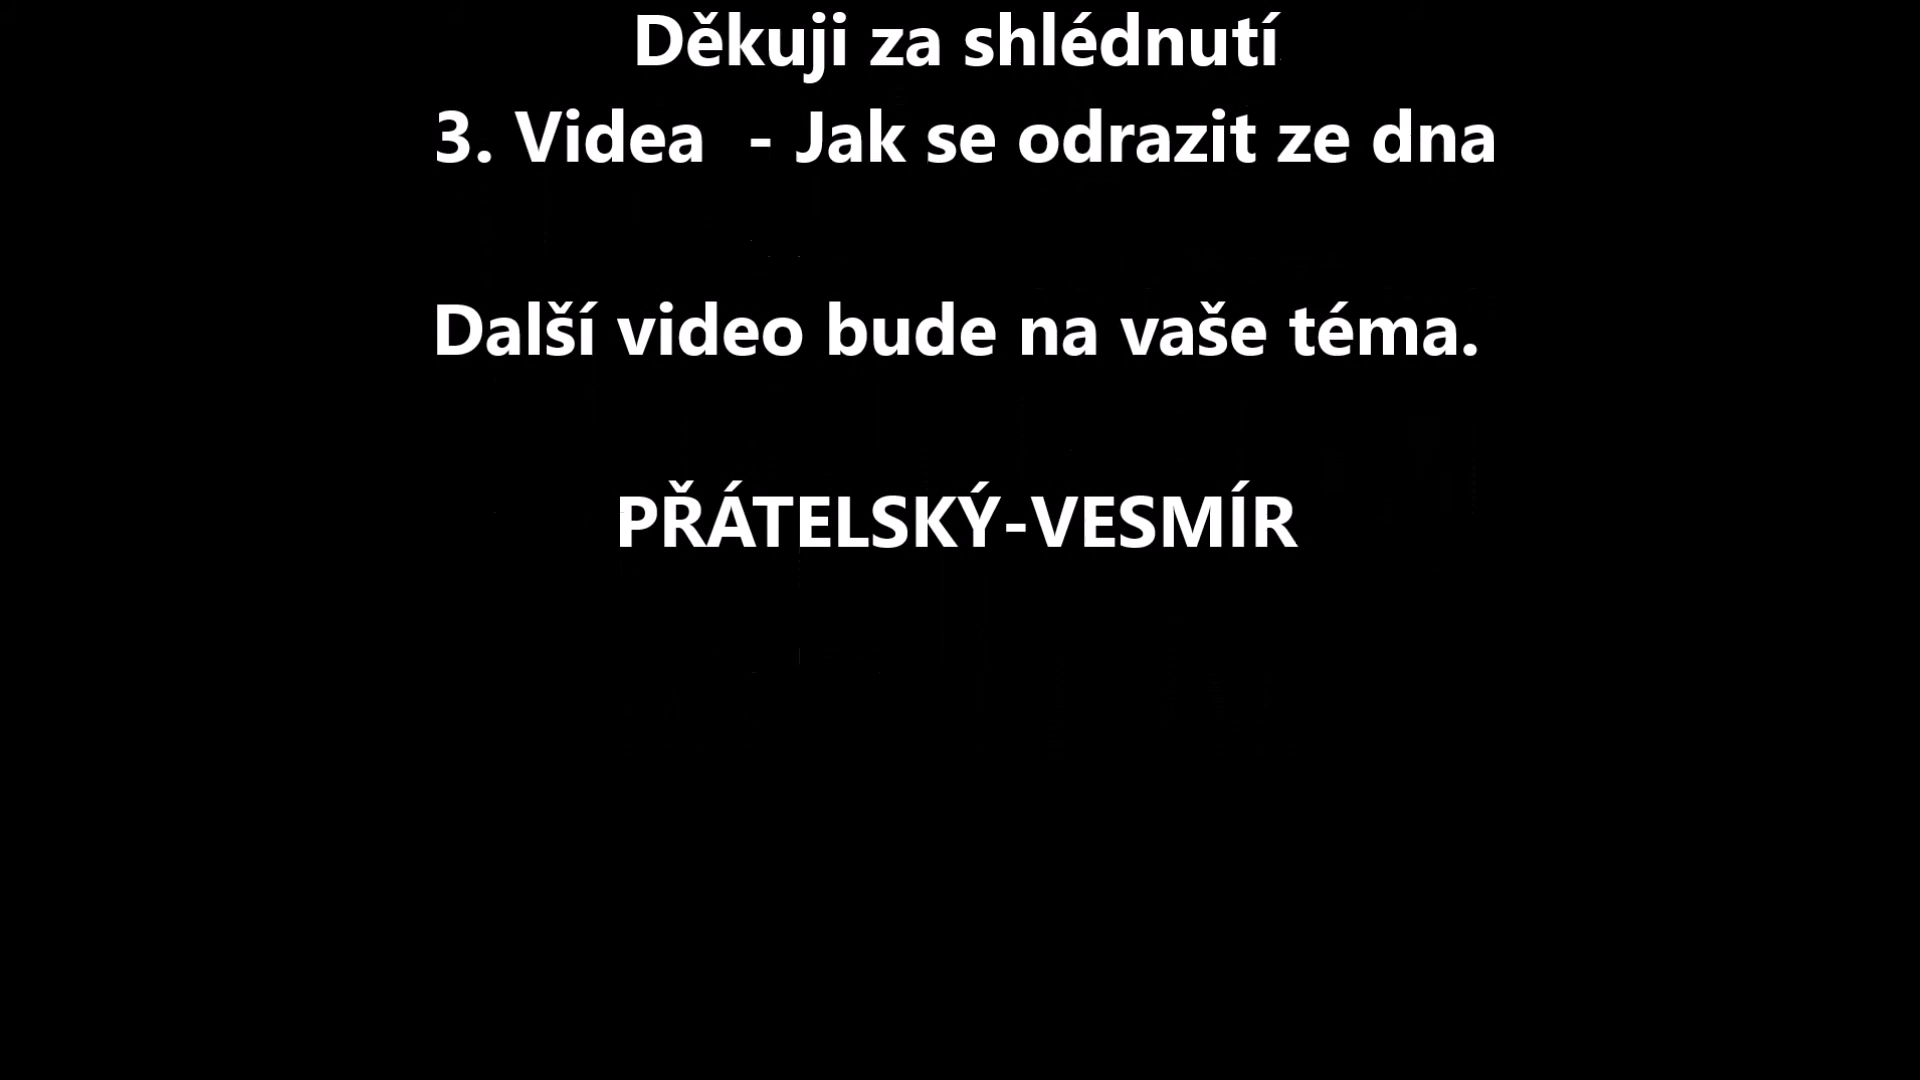 Děkuji za shlédnutí
3. Videa - Jak se odrazit ze dna
Další video bude na vaše téma.
PŘÁTELSKÝ-VESMÍR